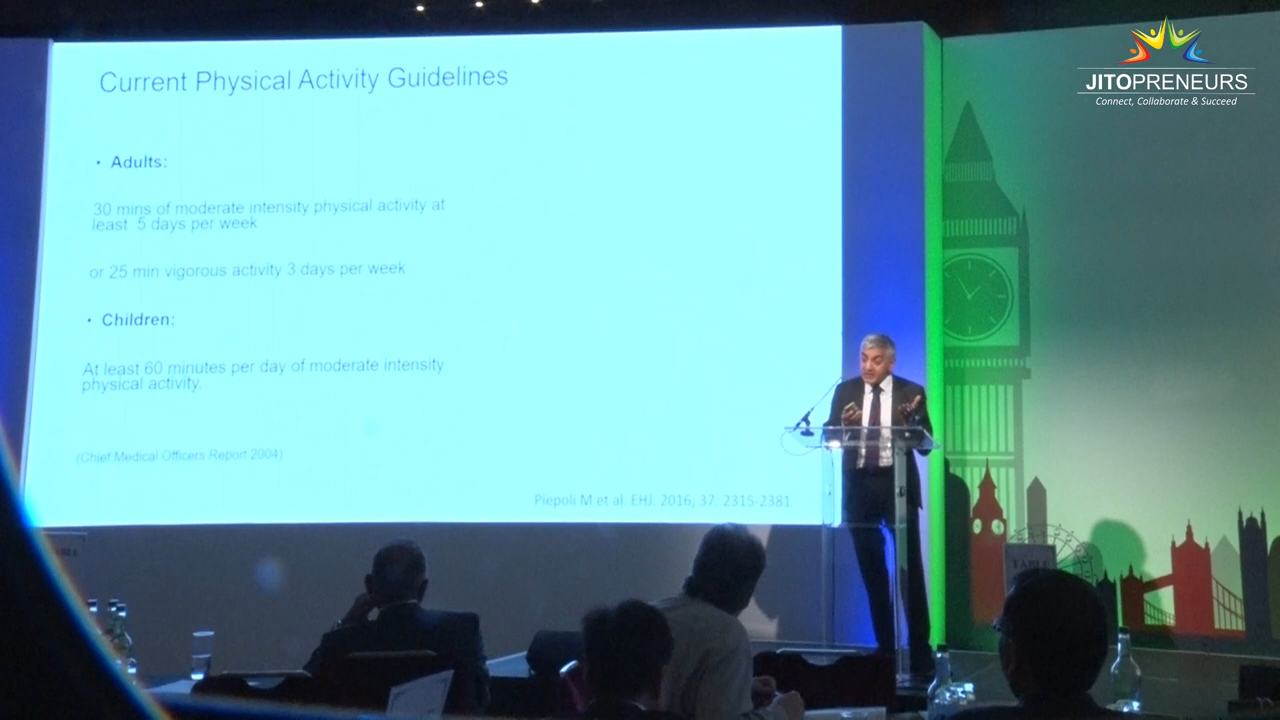 Current Physical Activity Guidelines
JITOPRENEURS
Connect, Collaborate & Succeed
• Adults:
30 mins of moderate intensity physical activity at
least 5 days per week
or 25 min vigorous activity 3 days per week
• Children:
At least 60 minutes per day of moderate intensity
physical activity.
(Chief Medical Officers Report 2004)
Piepoli M et al. EHJ. 2016; 37: 2315-2381
TABLE